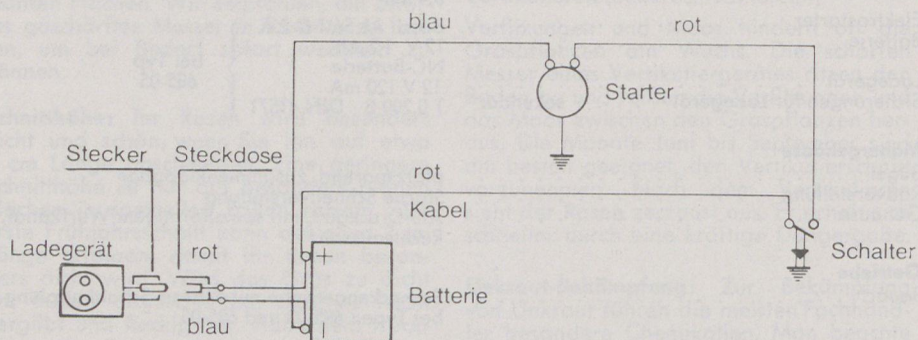 blau
rot
Starter
Stecker
Steckdose
rot
Kabel
Ladegerät
rot
Schalter
+
Batterie
blau